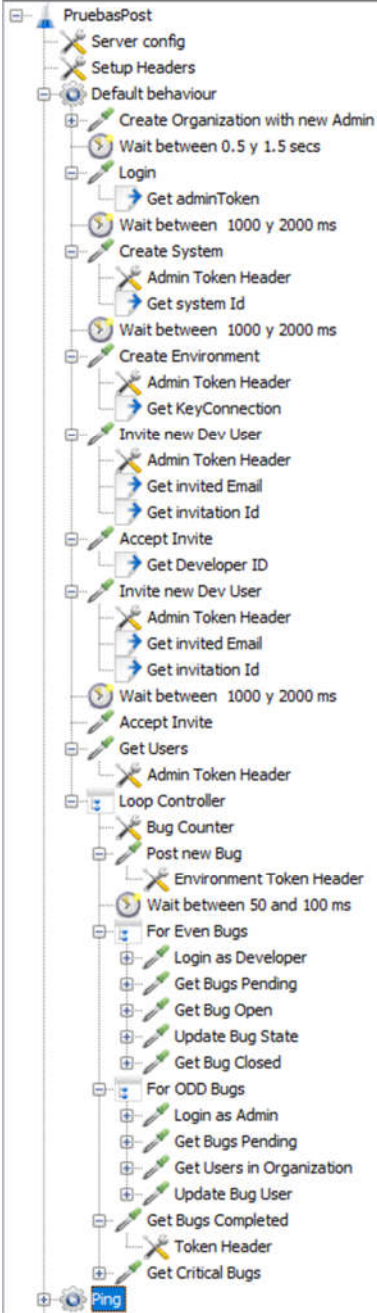 PruebasPost
Server config
Setup Headers
Default behaviour
Create Organization with new Admin
Wait between 0.5 y 1.5 secs
Login
Get adminToken
Wait between 1000 y 2000 ms
Create System
Admin Token Header
Get system Id
Wait between 1000 y 2000 ms
Create Environment
Admin Token Header
Get KeyConnection
Invite new Dev User
Admin Token Header
Get invited Email
Get invitation Id
Accept Invite
Get Developer ID
Invite new Dev User
Admin Token Header
Get invited Email
Get invitation Id
Wait between 1000 y 2000 ms
Accept Invite
Get Users
Admin Token Header
Loop Controller
Bug Counter
Post new Bug
Environment Token Header
Wait between 50 and 100 ms
For Even Bugs
Login as Developer
Get Bugs Pending
Get Bug Open
Update Bug State
Get Bug Closed
For ODD Bugs
Login as Admin
Get Bugs Pending
Get Users in Organization
Update Bug User
Get Bugs Completed
Token Header
Get Critical Bugs
Ping